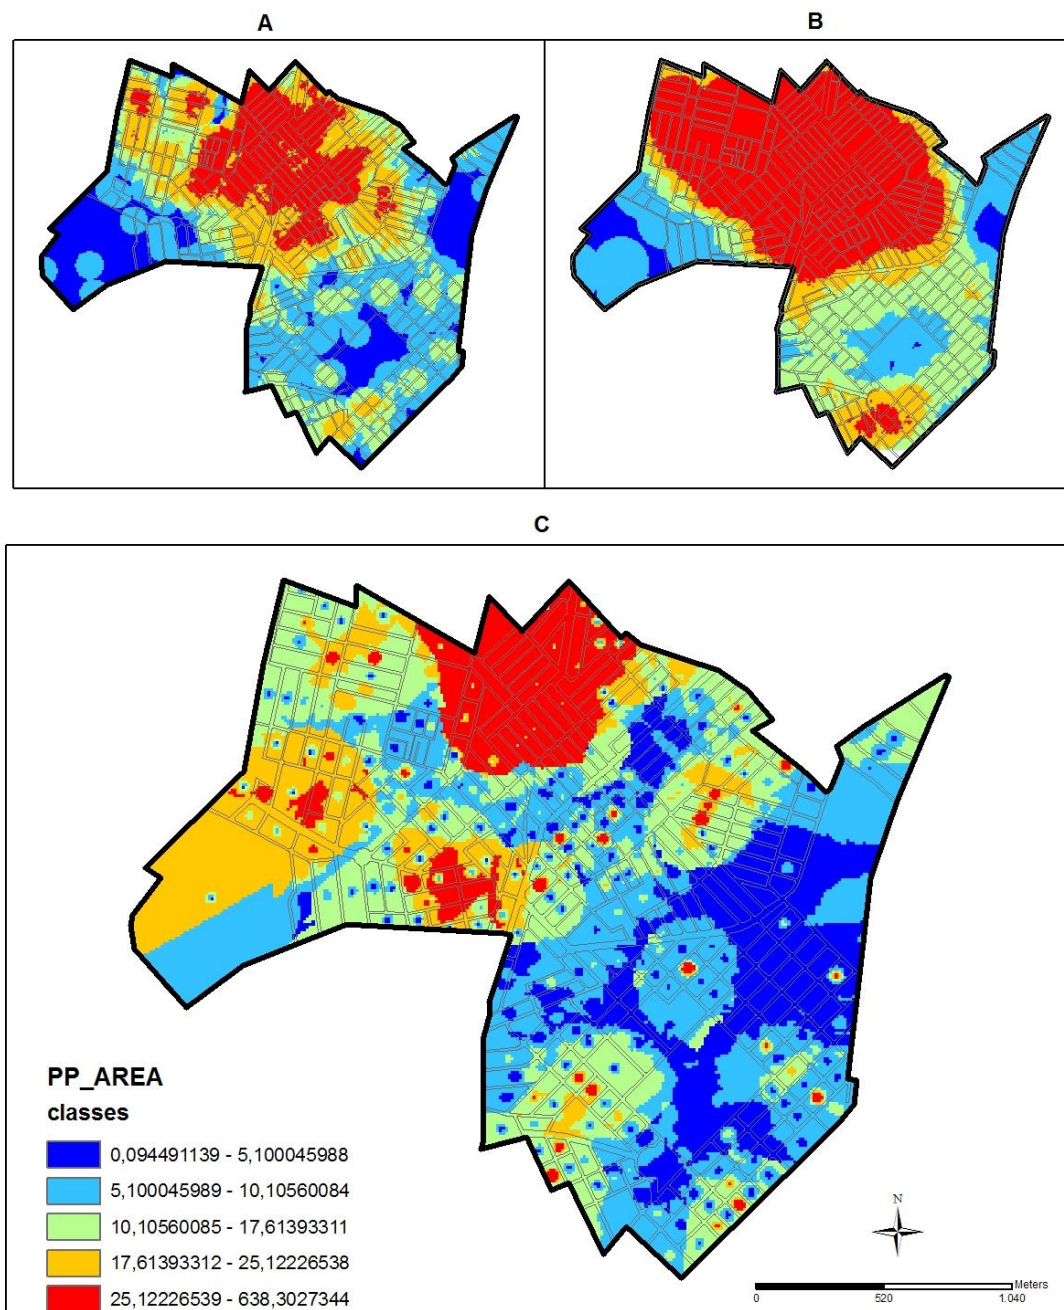 A
B
C
PP_AREA
classes
0,094491139 - 5,100045988
5,100045989 - 10,10560084
10,10560085 - 17,61393311
17,61393312 - 25,12226538
25,12226539 - 638,3027344
N
Meters
0 520 1.040